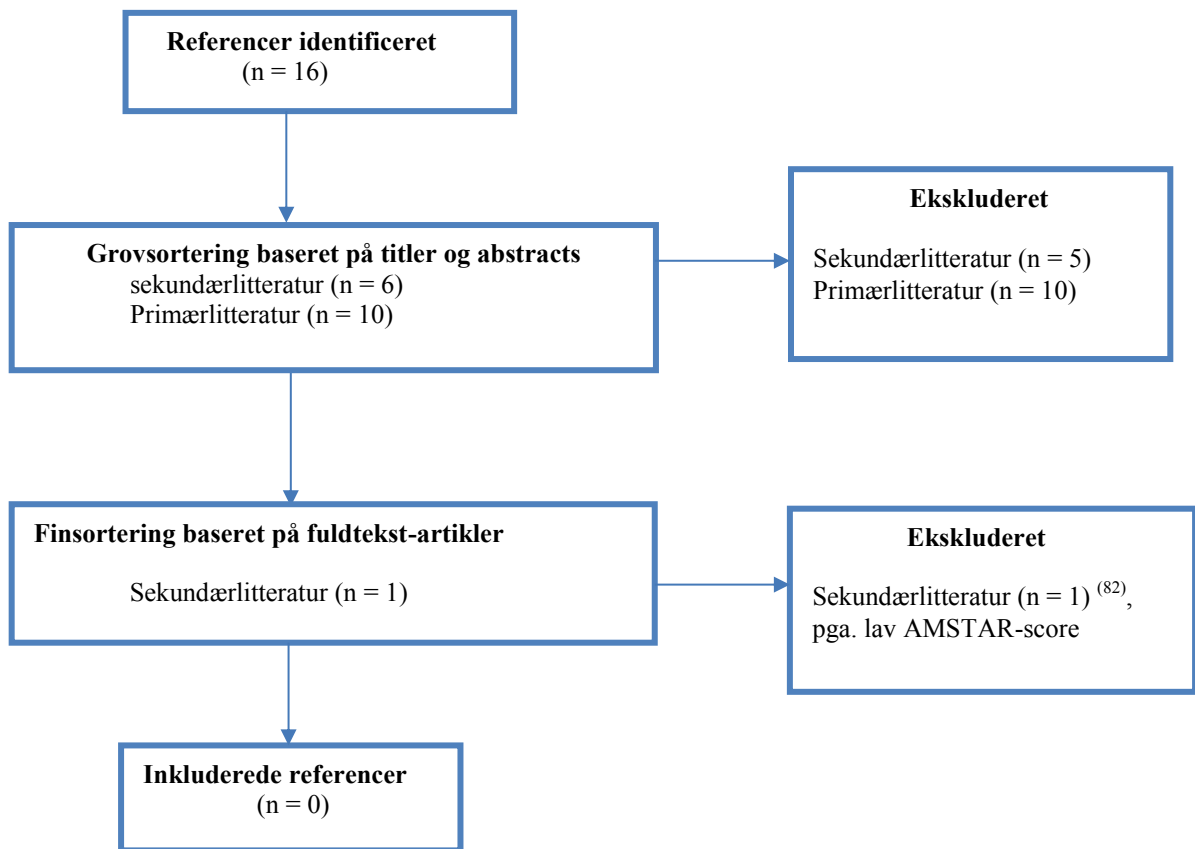 Referencer identificeret
(n = 16)
Grovsortering baseret på titler og abstracts
sekundærlitteratur (n = 6)
Primærlitteratur (n = 10)
Ekskluderet
Sekundærlitteratur (n = 5)
Primærlitteratur (n = 10)
Finsortering baseret på fuldtekst-artikler
Sekundærlitteratur (n = 1)
Ekskluderet
Sekundærlitteratur (n = 1) (82),
pga. lav AMSTAR-score
Inkluderede referencer
(n = 0)